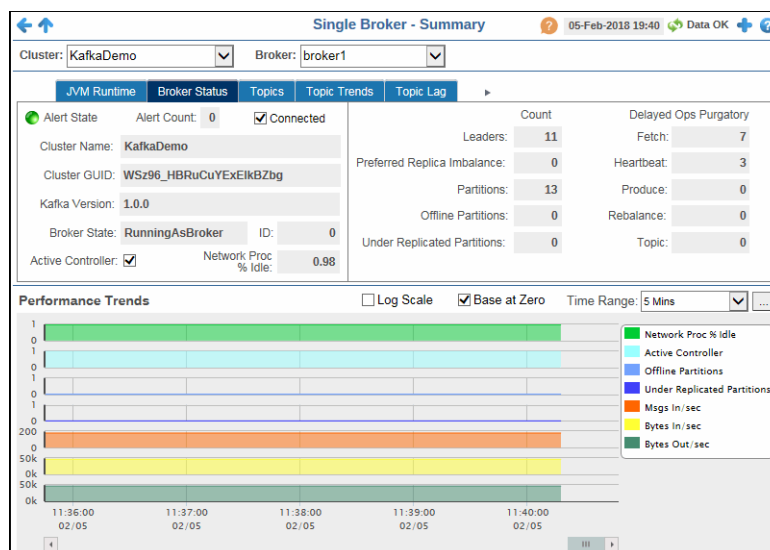 Single Broker - Summary
05-Feb-2018 19:40 Data OK
Cluster: KafkaDemo Broker: broker1
JVM Runtime Broker Status Topics Topic Trends Topic Lag
Alert State Alert Count: 0 Connected
Cluster Name: KafkaDemo
Cluster GUID: WSz96_HBRuCuYExElkBZbg
Kafka Version: 1.0.0
Broker State: RunningAsBroker ID: 0
Active Controller: Network Proc % Idle: 0.98
Count
Leaders: 11
Preferred Replica Imbalance: 0
Partitions: 13
Offline Partitions: 0
Under Replicated Partitions: 0
Delayed Ops Purgatory
Fetch: 7
Heartbeat: 3
Produce: 0
Rebalance: 0
Topic: 0
Performance Trends Log Scale Base at Zero Time Range: 5 Mins ...
1
0
1
0
1
0
1
0
200
0
50k
0k
50k
0k
11:36:00 11:37:00 11:38:00 11:39:00 11:40:00
02/05 02/05 02/05 02/05 02/05
Network Proc % Idle
Active Controller
Offline Partitions
Under Replicated Partitions
Msgs In/sec
Bytes In/sec
Bytes Out/sec